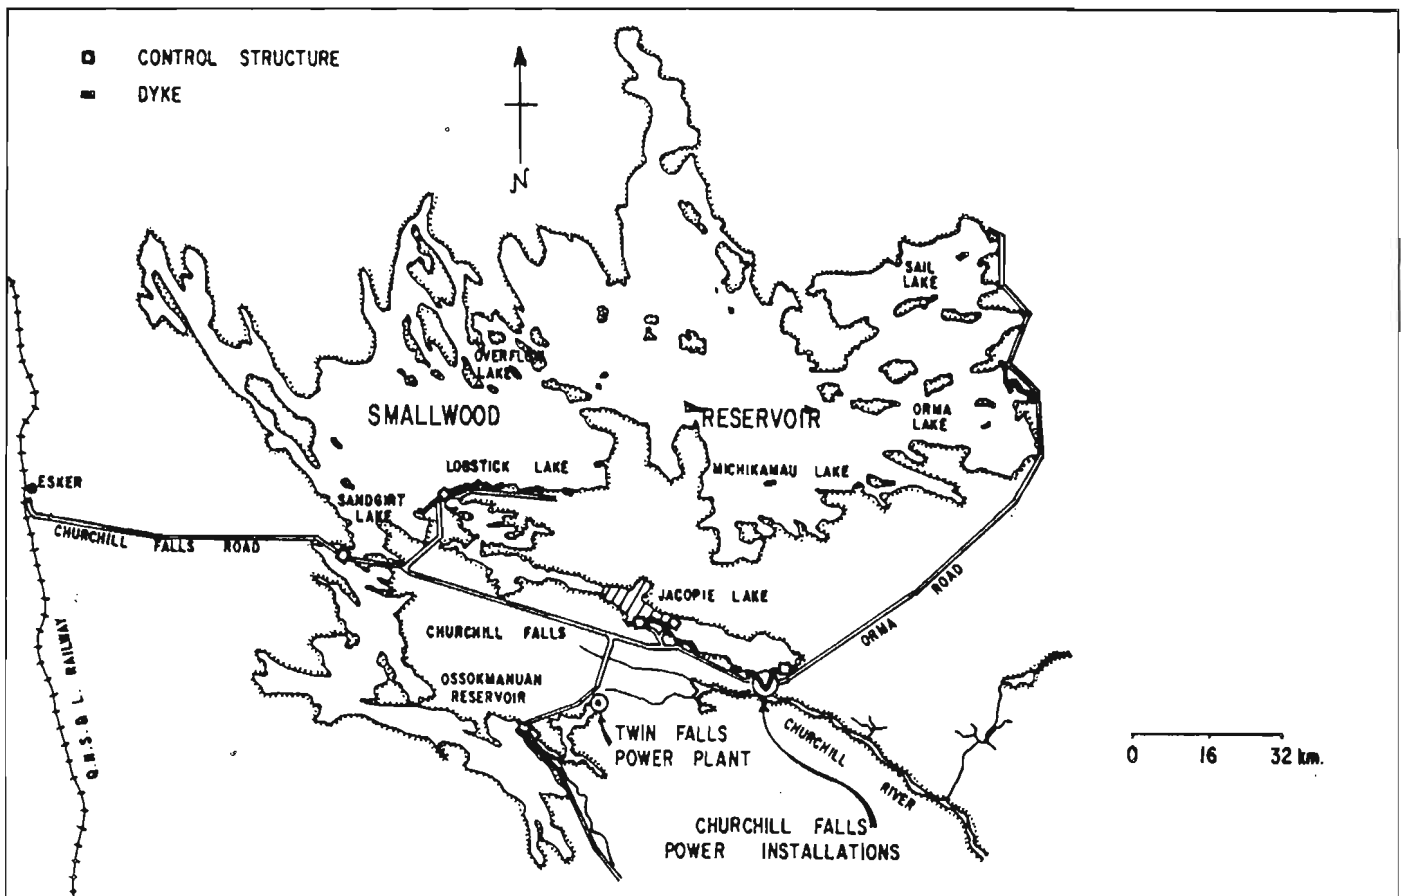 CONTROL STRUCTURE
DYKE
N
SAIL
LAKE
OVERFLOW
LAKE
SMALLWOOD
RESERVOIR
ORMA
LAKE
LOBSTICK LAKE
MICHIKAMAU LAKE
ESKER
SANDGIRT
LAKE
CHURCHILL FALLS ROAD
JACOPIE LAKE
ORMA ROAD
CHURCHILL FALLS
Q.N.S.& L. RAILWAY
OSSOKMANUAN
RESERVOIR
TWIN FALLS
POWER PLANT
CHURCHILL RIVER
0 16 32 km.
CHURCHILL FALLS
POWER INSTALLATIONS